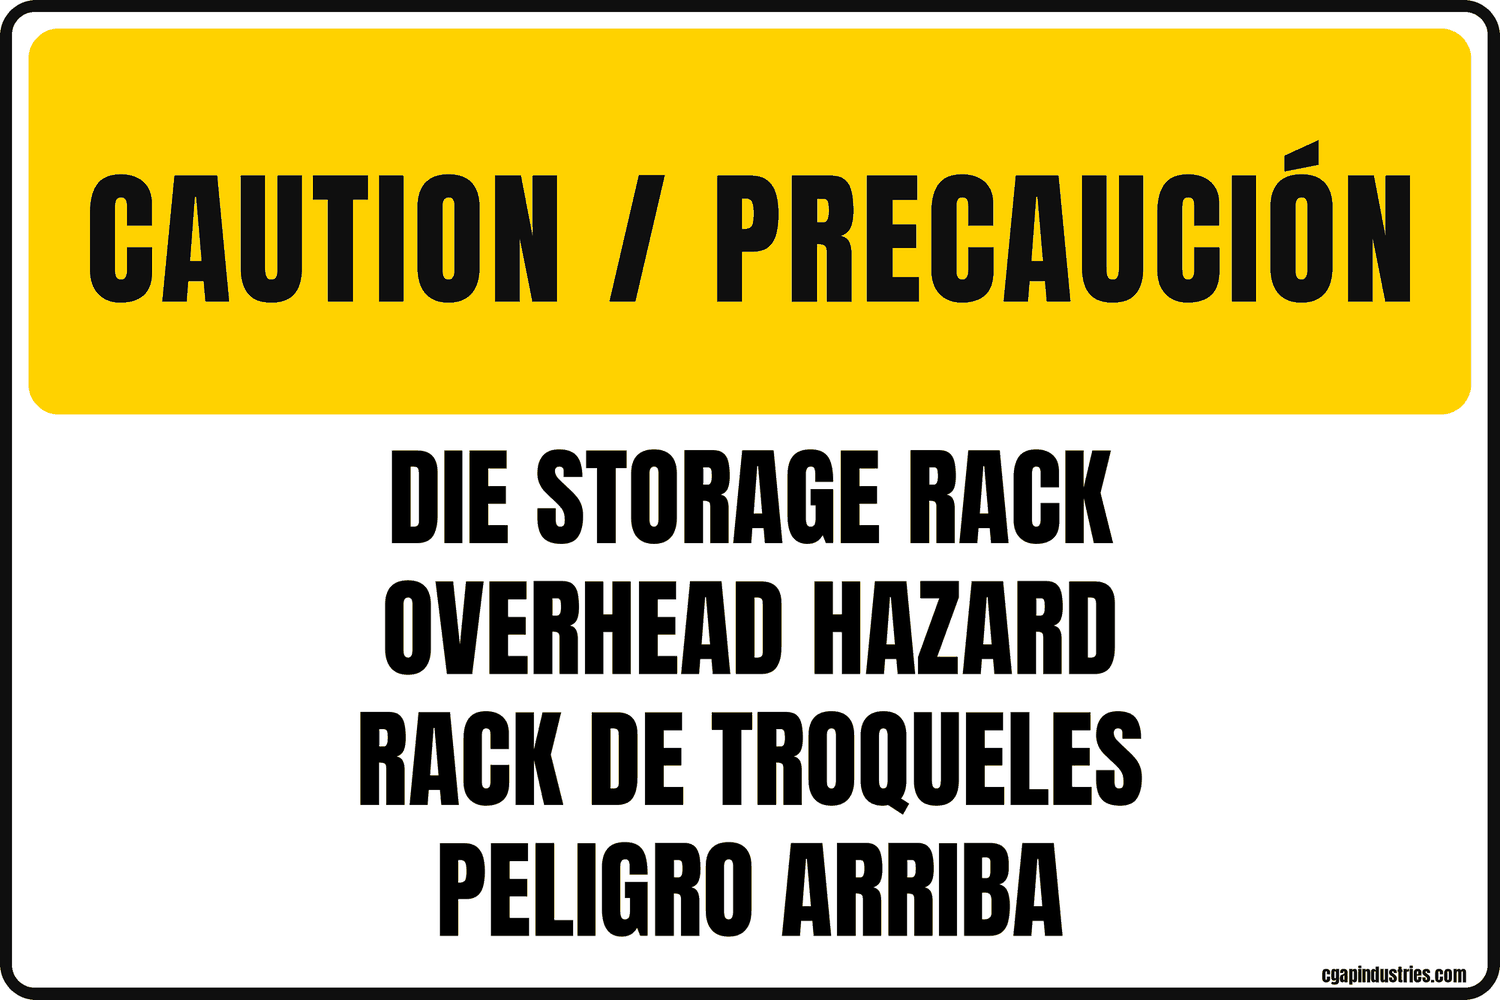 CAUTION / PRECAUCIÓN
DIE STORAGE RACK
OVERHEAD HAZARD
RACK DE TROQUELES
PELIGRO ARRIBA
cgapindustries.com